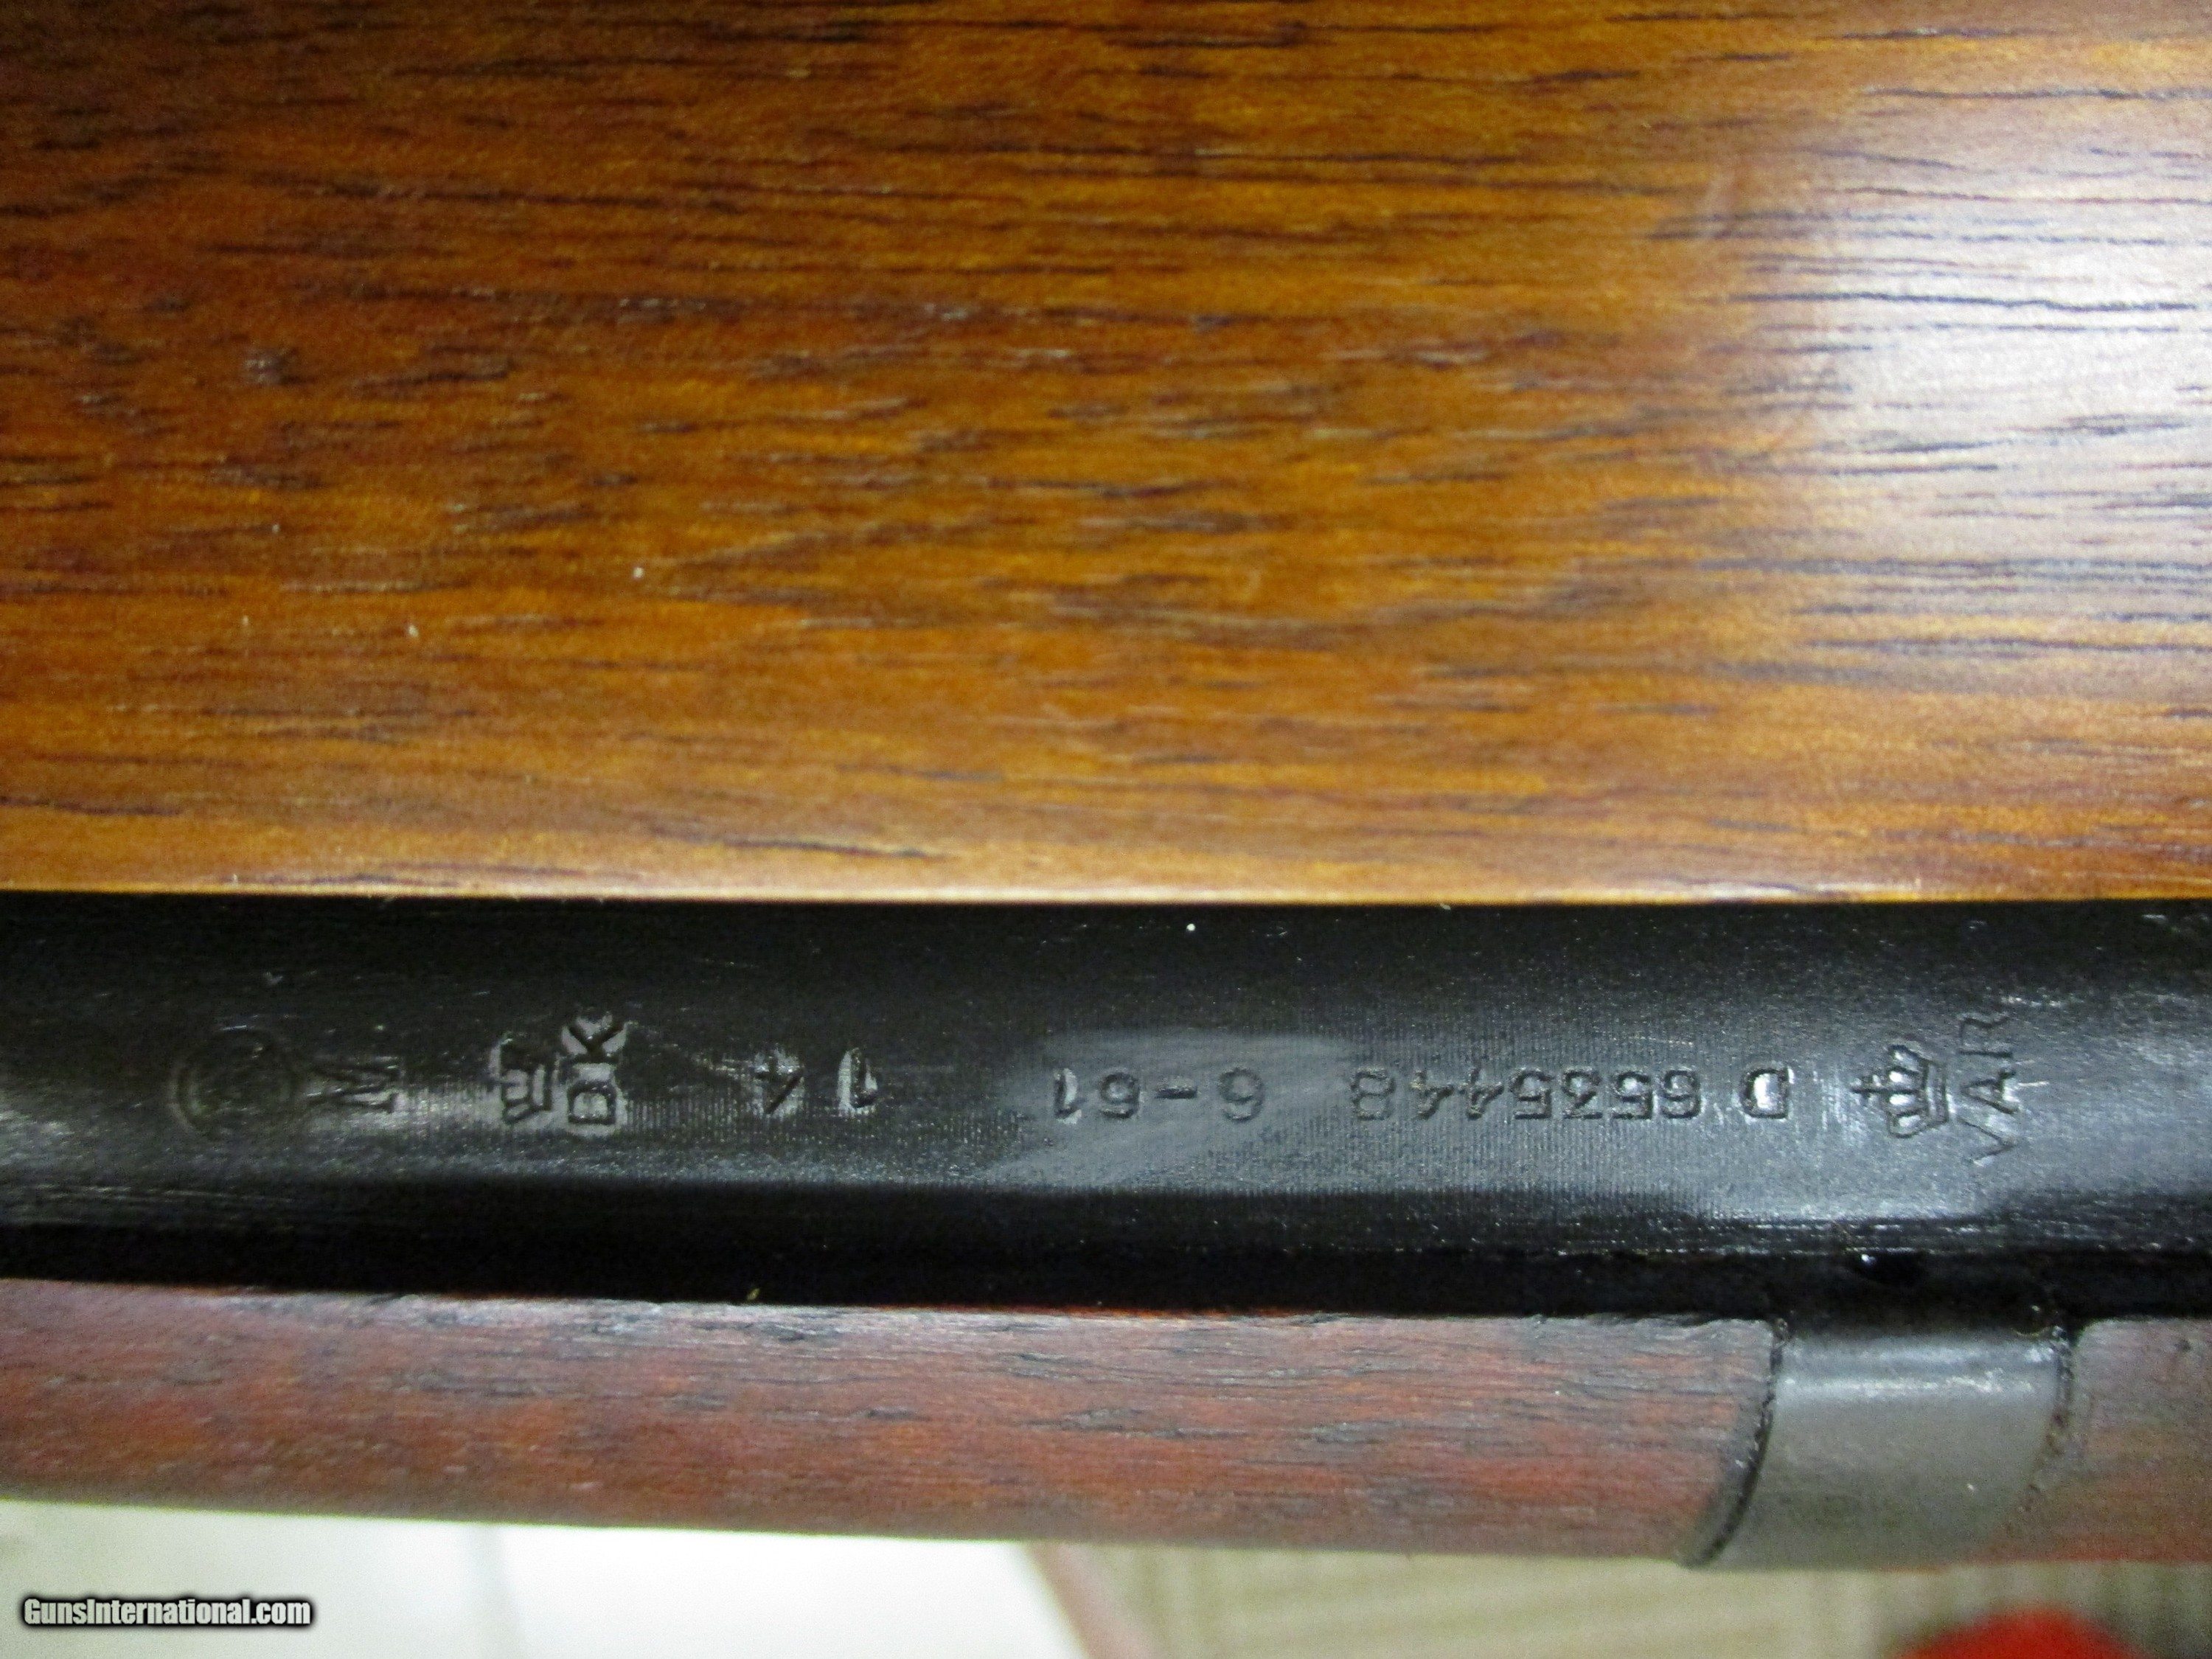 VAR
D 6535448 6-61 14
DK
M
GunsInternational.com